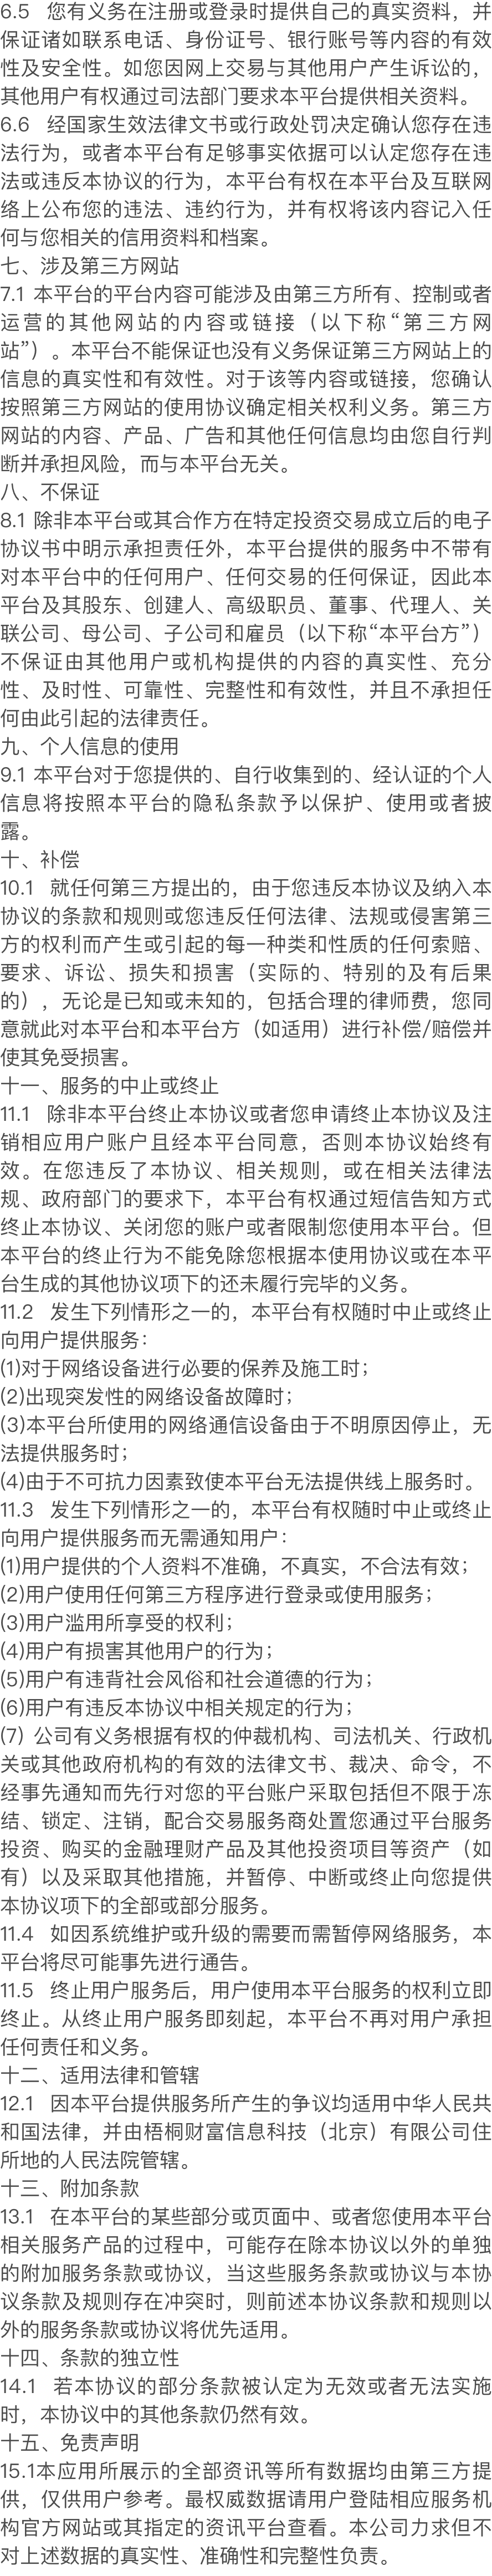 6.5 您有义务在注册或登录时提供自己的真实资料，并
保证诸如联系电话、身份证号、银行账号等内容的有效
性及安全性。如您因网上交易与其他用户产生诉讼的，
其他用户有权通过司法部门要求本平台提供相关资料。
6.6 经国家生效法律文书或行政处罚决定确认您存在违
法行为，或者本平台有足够事实依据可以认定您存在违
法或违反本协议的行为，本平台有权在本平台及互联网
络上公布您的违法、违约行为，并有权将该内容记入任
何与您相关的信用资料和档案。
七、涉及第三方网站
7.1 本平台的平台内容可能涉及由第三方所有、控制或者
运营的其他网站的内容或链接（以下称“第三方网
站”）。本平台不能保证也没有义务保证第三方网站上的
信息的真实性和有效性。对于该等内容或链接，您确认
按照第三方网站的使用协议确定相关权利义务。第三方
网站的内容、产品、广告和其他任何信息均由您自行判
断并承担风险，而与本平台无关。
八、不保证
8.1 除非本平台或其合作方在特定投资交易成立后的电子
协议书中明示承担责任外，本平台提供的服务中不带有
对本平台中的任何用户、任何交易的任何保证，因此本
平台及其股东、创建人、高级职员、董事、代理人、关
联公司、母公司、子公司和雇员（以下称“本平台方”）
不保证由其他用户或机构提供的内容的真实性、充分
性、及时性、可靠性、完整性和有效性，并且不承担任
何由此引起的法律责任。
九、个人信息的使用
9.1 本平台对于您提供的、自行收集到的、经认证的个人
信息将按照本平台的隐私条款予以保护、使用或者披
露。
十、补偿
10.1 就任何第三方提出的，由于您违反本协议及纳入本
协议的条款和规则或您违反任何法律、法规或侵害第三
方的权利而产生或引起的每一种类和性质的任何索赔、
要求、诉讼、损失和损害（实际的、特别的及有后果
的），无论是已知或未知的，包括合理的律师费，您同
意就此对本平台和本平台方（如适用）进行补偿/赔偿并
使其免受损害。
十一、服务的中止或终止
11.1 除非本平台终止本协议或者您申请终止本协议及注
销相应用户账户且经本平台同意，否则本协议始终有
效。在您违反了本协议、相关规则，或在相关法律法
规、政府部门的要求下，本平台有权通过短信告知方式
终止本协议、关闭您的账户或者限制您使用本平台。但
本平台的终止行为不能免除您根据本使用协议或在本平
台生成的其他协议项下的还未履行完毕的义务。
11.2 发生下列情形之一的，本平台有权随时中止或终止
向用户提供服务：
(1)对于网络设备进行必要的保养及施工时；
(2)出现突发性的网络设备故障时；
(3)本平台所使用的网络通信设备由于不明原因停止，无
法提供服务时；
(4)由于不可抗力因素致使本平台无法提供线上服务时。
11.3 发生下列情形之一的，本平台有权随时中止或终止
向用户提供服务而无需通知用户：
(1)用户提供的个人资料不准确，不真实，不合法有效；
(2)用户使用任何第三方程序进行登录或使用服务；
(3)用户滥用所享受的权利；
(4)用户有损害其他用户的行为；
(5)用户有违背社会风俗和社会道德的行为；
(6)用户有违反本协议中相关规定的行为；
(7) 公司有义务根据有权的仲裁机构、司法机关、行政机
关或其他政府机构的有效的法律文书、裁决、命令，不
经事先通知而先行对您的平台账户采取包括但不限于冻
结、锁定、注销，配合交易服务商处置您通过平台服务
投资、购买的金融理财产品及其他投资项目等资产（如
有）以及采取其他措施，并暂停、中断或终止向您提供
本协议项下的全部或部分服务。
11.4 如因系统维护或升级的需要而需暂停网络服务，本
平台将尽可能事先进行通告。
11.5 终止用户服务后，用户使用本平台服务的权利立即
终止。从终止用户服务即刻起，本平台不再对用户承担
任何责任和义务。
十二、适用法律和管辖
12.1 因本平台提供服务所产生的争议均适用中华人民共
和国法律，并由梧桐财富信息科技（北京）有限公司住
所地的人民法院管辖。
十三、附加条款
13.1 在本平台的某些部分或页面中、或者您使用本平台
相关服务产品的过程中，可能存在除本协议以外的单独
的附加服务条款或协议，当这些服务条款或协议与本协
议条款及规则存在冲突时，则前述本协议条款和规则以
外的服务条款或协议将优先适用。
十四、条款的独立性
14.1 若本协议的部分条款被认定为无效或者无法实施
时，本协议中的其他条款仍然有效。
十五、免责声明
15.1本应用所展示的全部资讯等所有数据均由第三方提
供，仅供用户参考。最权威数据请用户登陆相应服务机
构官方网站或其指定的资讯平台查看。本公司力求但不
对上述数据的真实性、准确性和完整性负责。